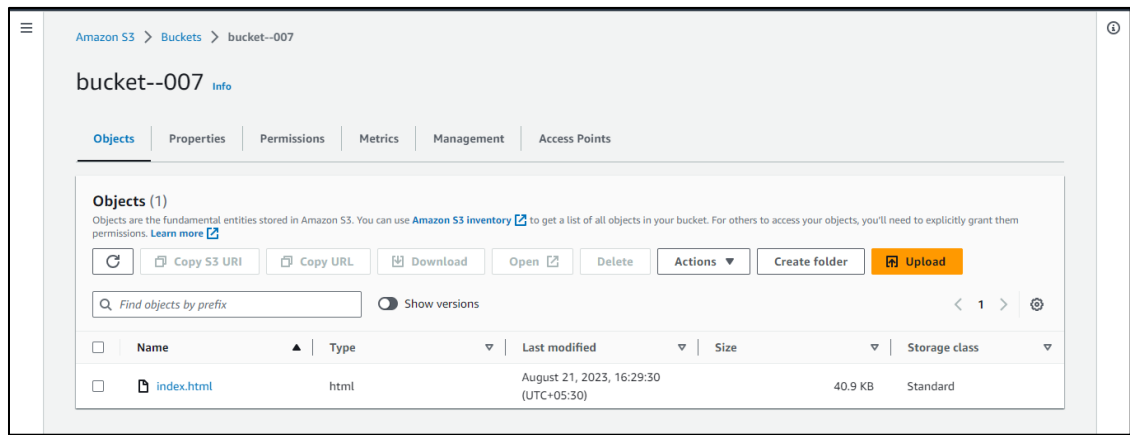 Amazon S3 > Buckets > bucket--007
bucket--007 Info
Objects Properties Permissions Metrics Management Access Points
Objects (1)
Objects are the fundamental entities stored in Amazon S3. You can use Amazon S3 inventory to get a list of all objects in your bucket. For others to access your objects, you'll need to explicitly grant them
permissions. Learn more
Copy S3 URI Copy URL Download Open Delete Actions Create folder Upload
Find objects by prefix Show versions < 1 >
Name Type Last modified Size Storage class
index.html html August 21, 2023, 16:29:30 40.9 KB Standard
(UTC+05:30)